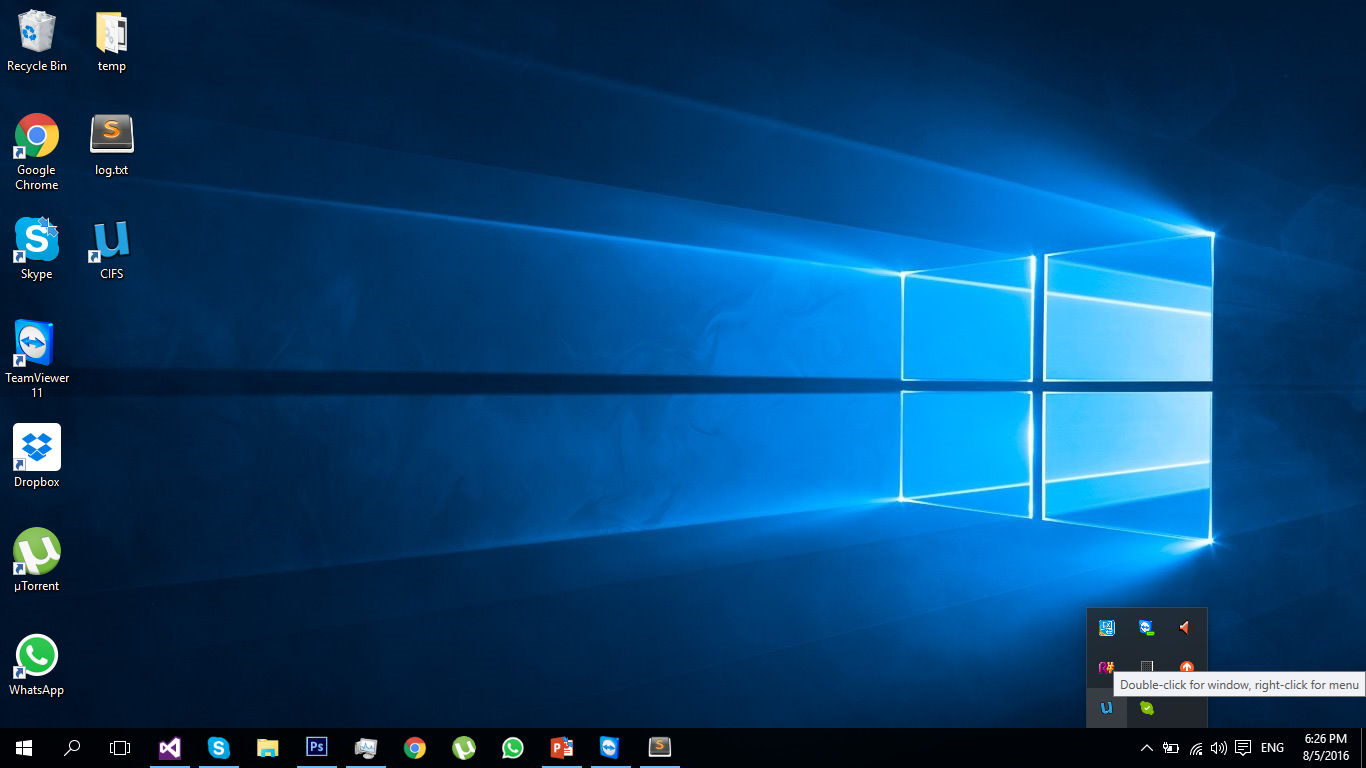 Recycle Bin
temp
Google
Chrome
S
log.txt
S
Skype
u
CIFS
TeamViewer
11
Dropbox
µ
µTorrent
WhatsApp
R#
Double-click for window, right-click for menu
u
S
Ps
µ
P
S
ENG
6:26 PM
8/5/2016